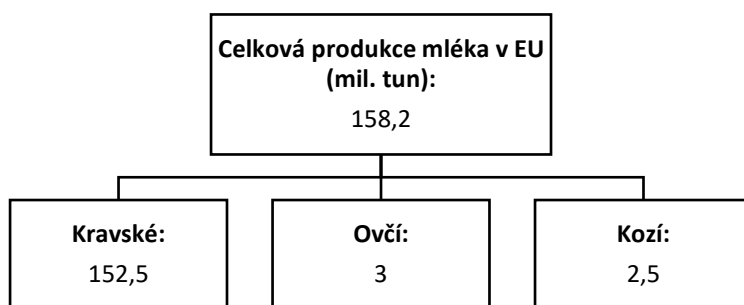 Celková produkce mléka v EU
(mil. tun):
158,2
Kravské:
152,5
Ovčí:
3
Kozí:
2,5